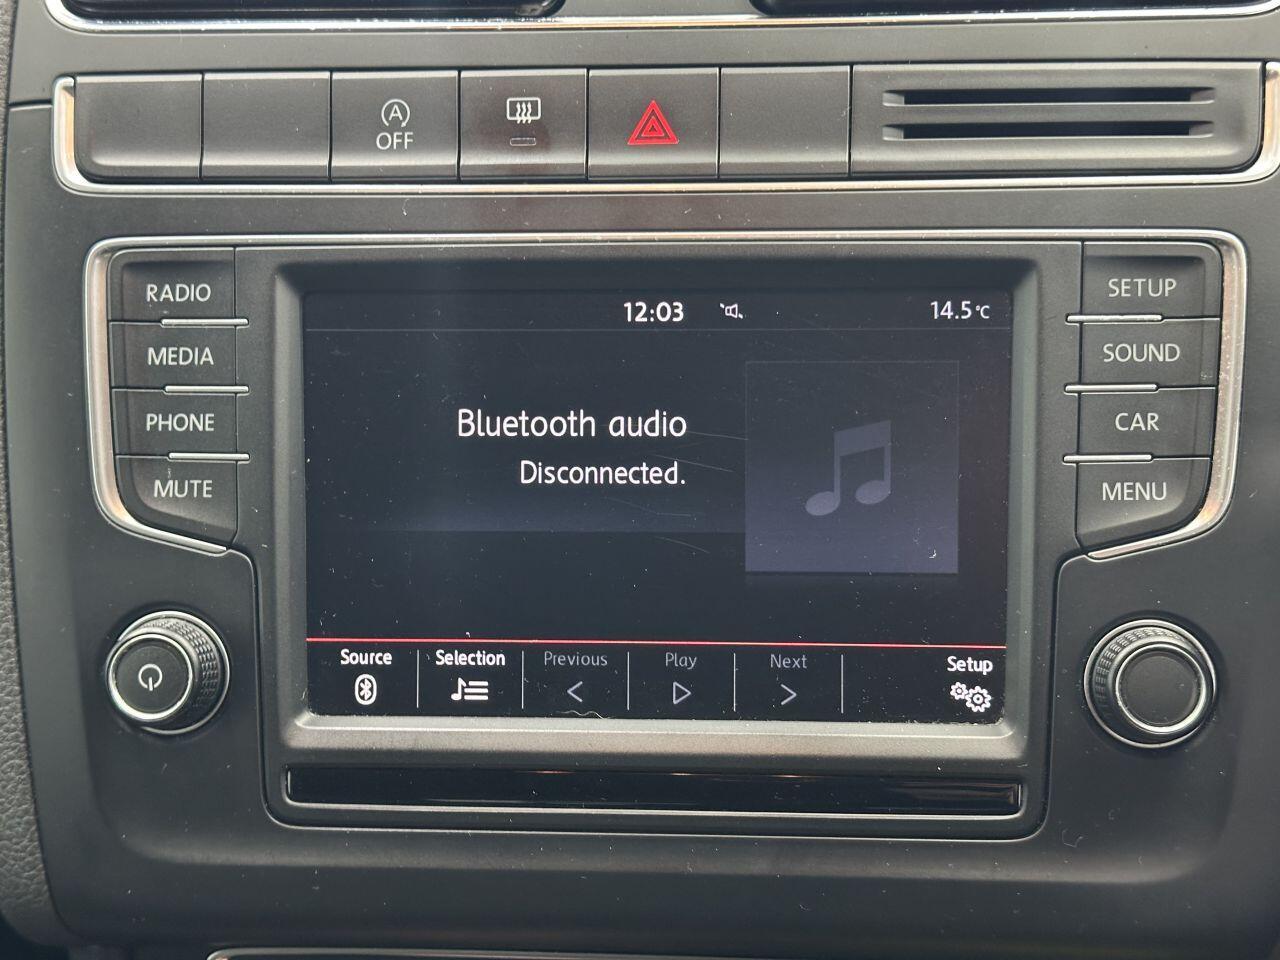 A
OFF
RADIO
MEDIA
PHONE
MUTE
12:03
14.5°C
Bluetooth audio
Disconnected.
Source
Selection
Previous
Play
Next
Setup
SETUP
SOUND
CAR
MENU